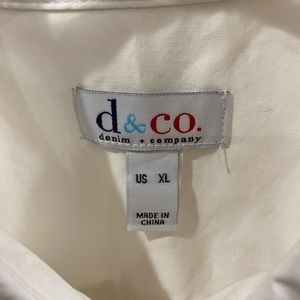 d&co.
denim + company
US XL
MADE IN
CHINA